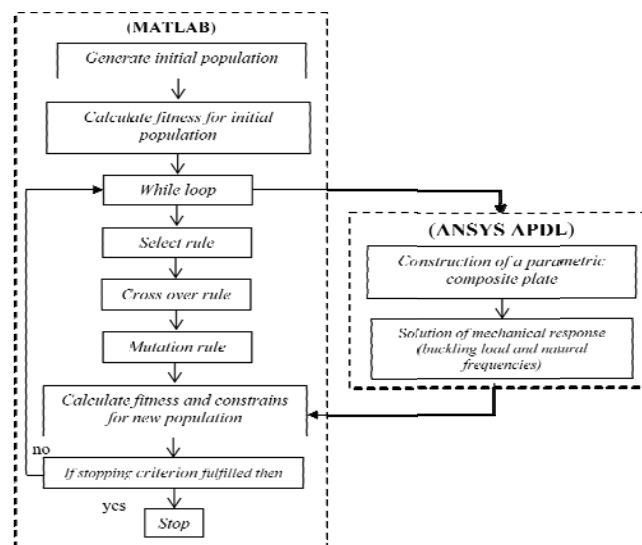 (MATLAB)
Generate initial population
Calculate fitness for initial
population
While loop
Select rule
Cross over rule
Mutation rule
Calculate fitness and constrains
for new population
no
If stopping criterion fulfilled then
yes
Stop
(ANSYS APDL)
Construction of a parametric
composite plate
Solution of mechanical response
(buckling load and natural
frequencies)